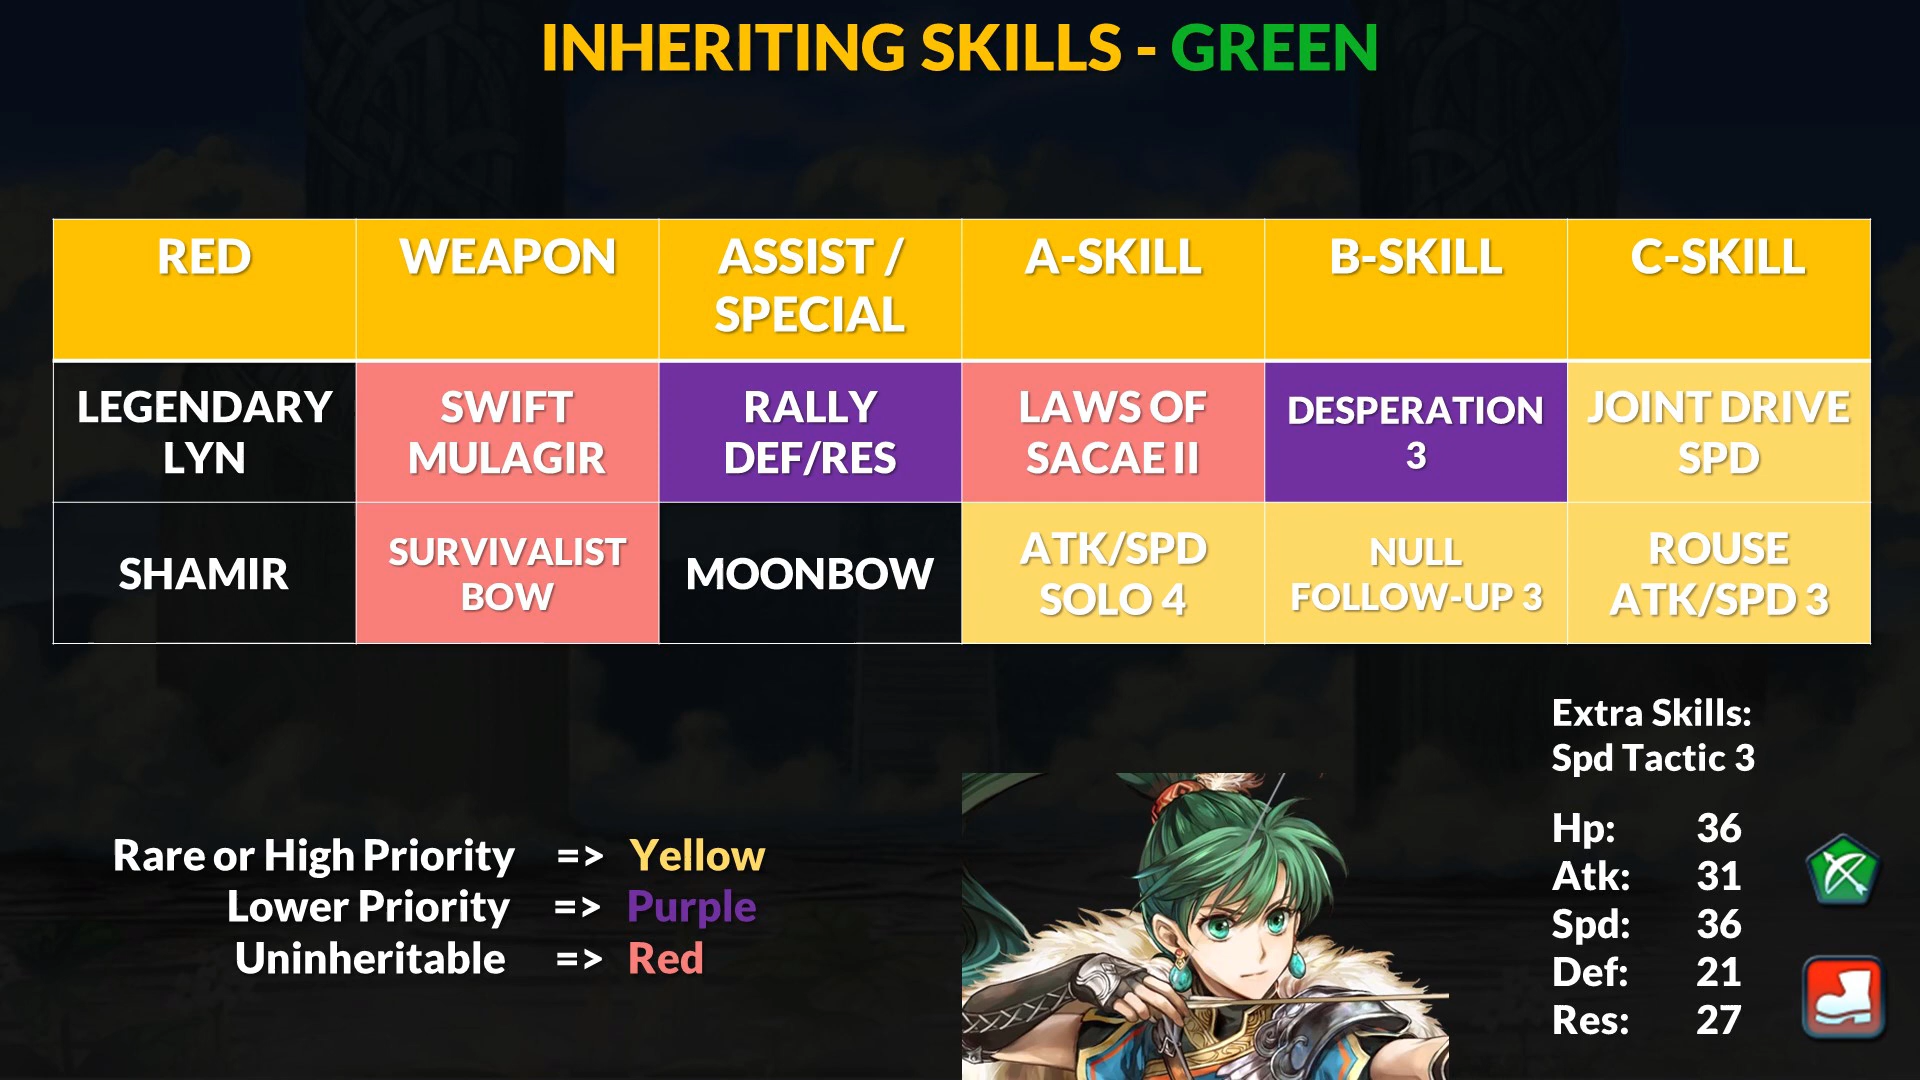 INHERITING SKILLS - GREEN
RED
WEAPON
ASSIST /
SPECIAL
A-SKILL
B-SKILL
C-SKILL
LEGENDARY
LYN
SWIFT
MULAGIR
RALLY
DEF/RES
LAWS OF
SACAE II
DESPERATION
3
JOINT DRIVE
SPD
SHAMIR
SURVIVALIST
BOW
MOONBOW
ATK/SPD
SOLO 4
NULL
FOLLOW-UP 3
ROUSE
ATK/SPD 3
Extra Skills:
Spd Tactic 3
Rare or High Priority => Yellow
Lower Priority => Purple
Uninheritable => Red
Hp: 36
Atk: 31
Spd: 36
Def: 21
Res: 27